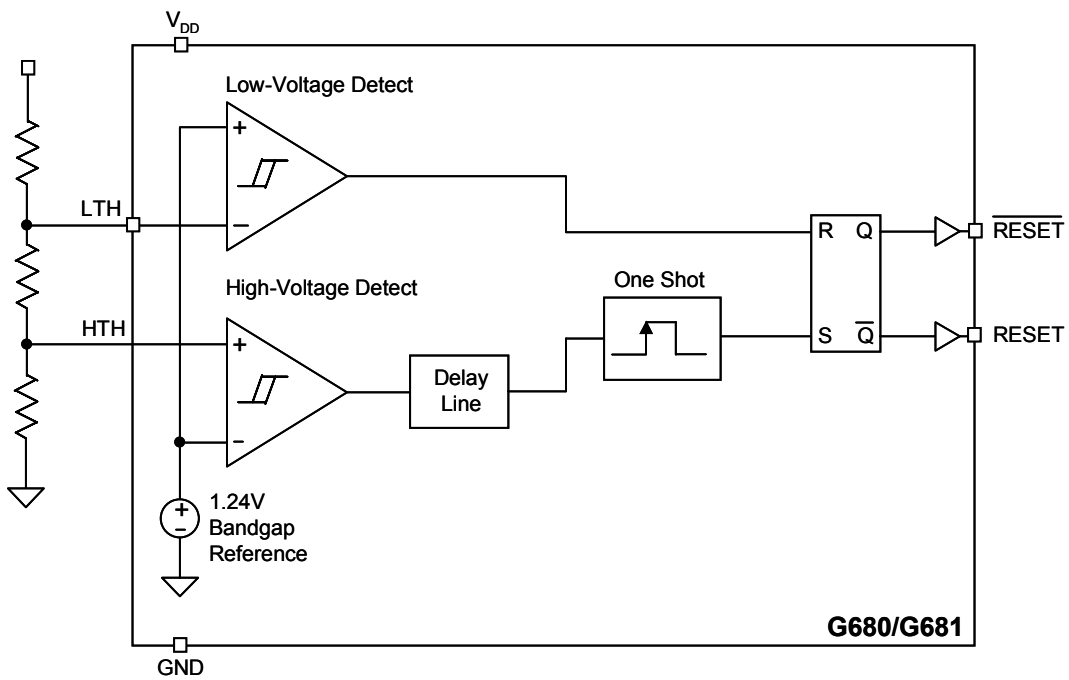 VDD
Low-Voltage Detect
+
−
LTH
High-Voltage Detect
HTH
+
−
Delay
Line
One Shot
R Q
S Q̅
RESET
RESET
+
−
1.24V
Bandgap
Reference
G680/G681
GND